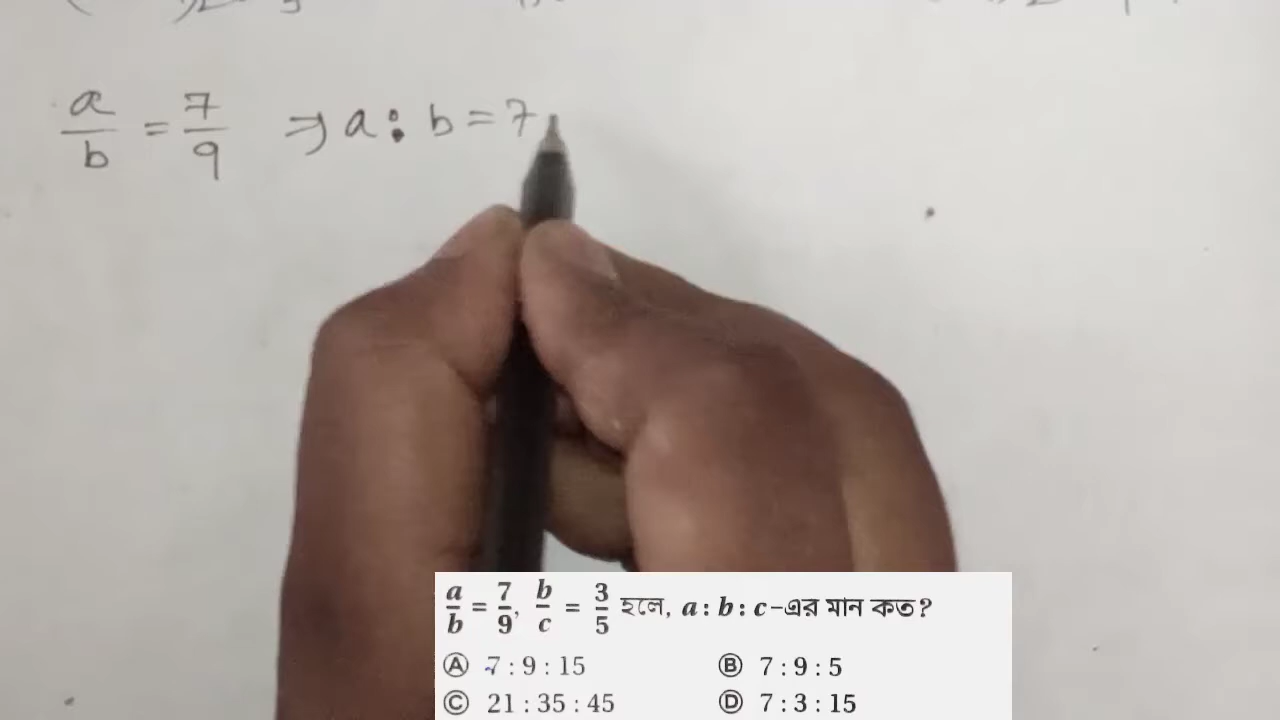 a/b = 7/9 ⇒ a : b = 7
a/b = 7/9, b/c = 3/5 হলে, a : b : c-এর মান কত?
Ⓐ 7 : 9 : 15 Ⓑ 7 : 9 : 5
Ⓒ 21 : 35 : 45 Ⓓ 7 : 3 : 15